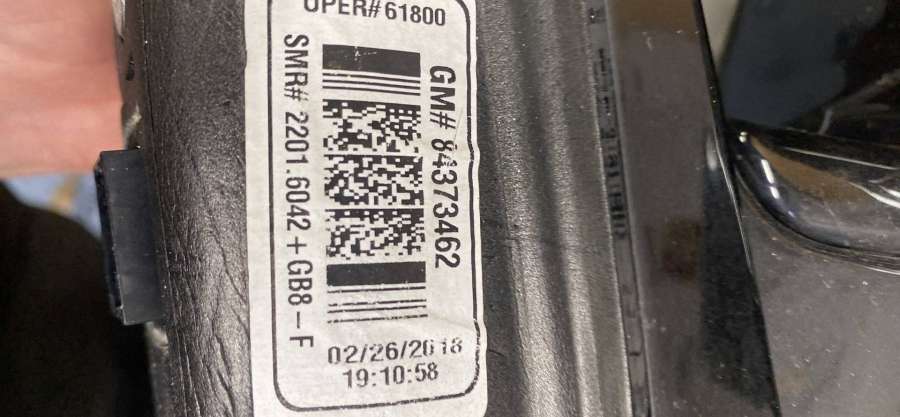 OPER# 61800
GM# 84373462
SMR# 2201.6042+GB8-F
02/26/2018
19:10:58